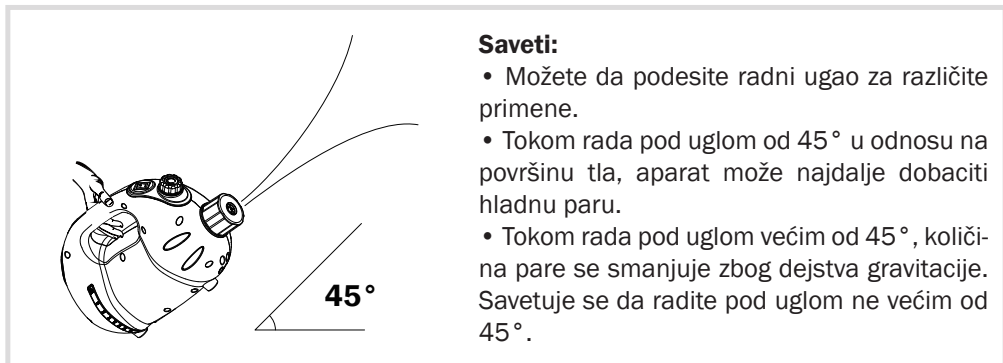 Saveti:
• Možete da podesite radni ugao za različite
primene.
• Tokom rada pod uglom od 45° u odnosu na
površinu tla, aparat može najdalje dobaciti
hladnu paru.
• Tokom rada pod uglom većim od 45°, količi-
na pare se smanjuje zbog dejstva gravitacije.
Savetuje se da radite pod uglom ne većim od
45°.
45°